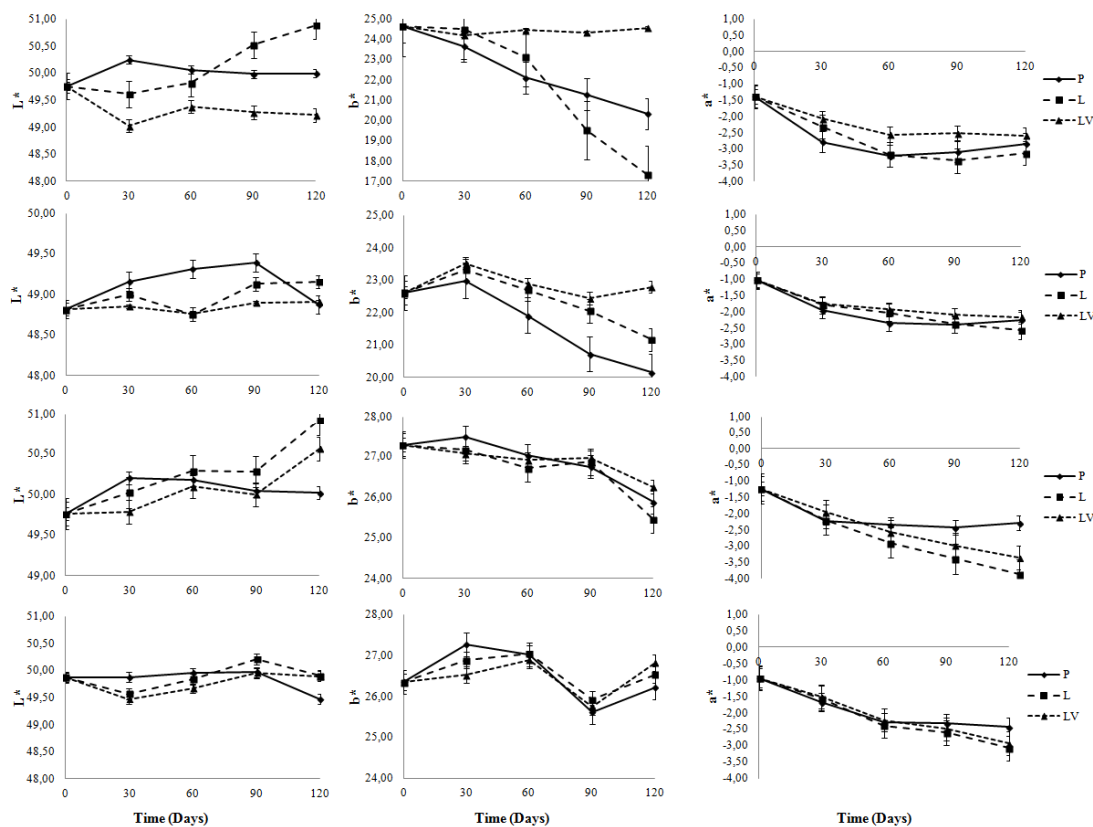 L*
51,00
50,50
50,00
49,50
49,00
48,50
48,00
0 30 60 90 120
b*
25,00
24,00
23,00
22,00
21,00
20,00
19,00
18,00
17,00
0 30 60 90 120
a*
1,00
0,50
0,00
-0,50
-1,00
-1,50
-2,00
-2,50
-3,00
-3,50
-4,00
0 30 60 90 120
P
L
LV
L*
50,00
49,50
49,00
48,50
48,00
0 30 60 90 120
b*
25,00
24,00
23,00
22,00
21,00
20,00
0 30 60 90 120
a*
1,00
0,50
0,00
-0,50
-1,00
-1,50
-2,00
-2,50
-3,00
-3,50
-4,00
0 30 60 90 120
P
L
LV
L*
51,00
50,50
50,00
49,50
49,00
0 30 60 90 120
b*
28,00
27,00
26,00
25,00
24,00
0 30 60 90 120
a*
1,00
0,50
0,00
-0,50
-1,00
-1,50
-2,00
-2,50
-3,00
-3,50
-4,00
0 30 60 90 120
P
L
LV
L*
51,00
50,50
50,00
49,50
49,00
48,50
48,00
0 30 60 90 120
Time (Days)
b*
28,00
27,00
26,00
25,00
24,00
0 30 60 90 120
Time (Days)
a*
1,00
0,50
0,00
-0,50
-1,00
-1,50
-2,00
-2,50
-3,00
-3,50
-4,00
0 30 60 90 120
P
L
LV
Time (Days)